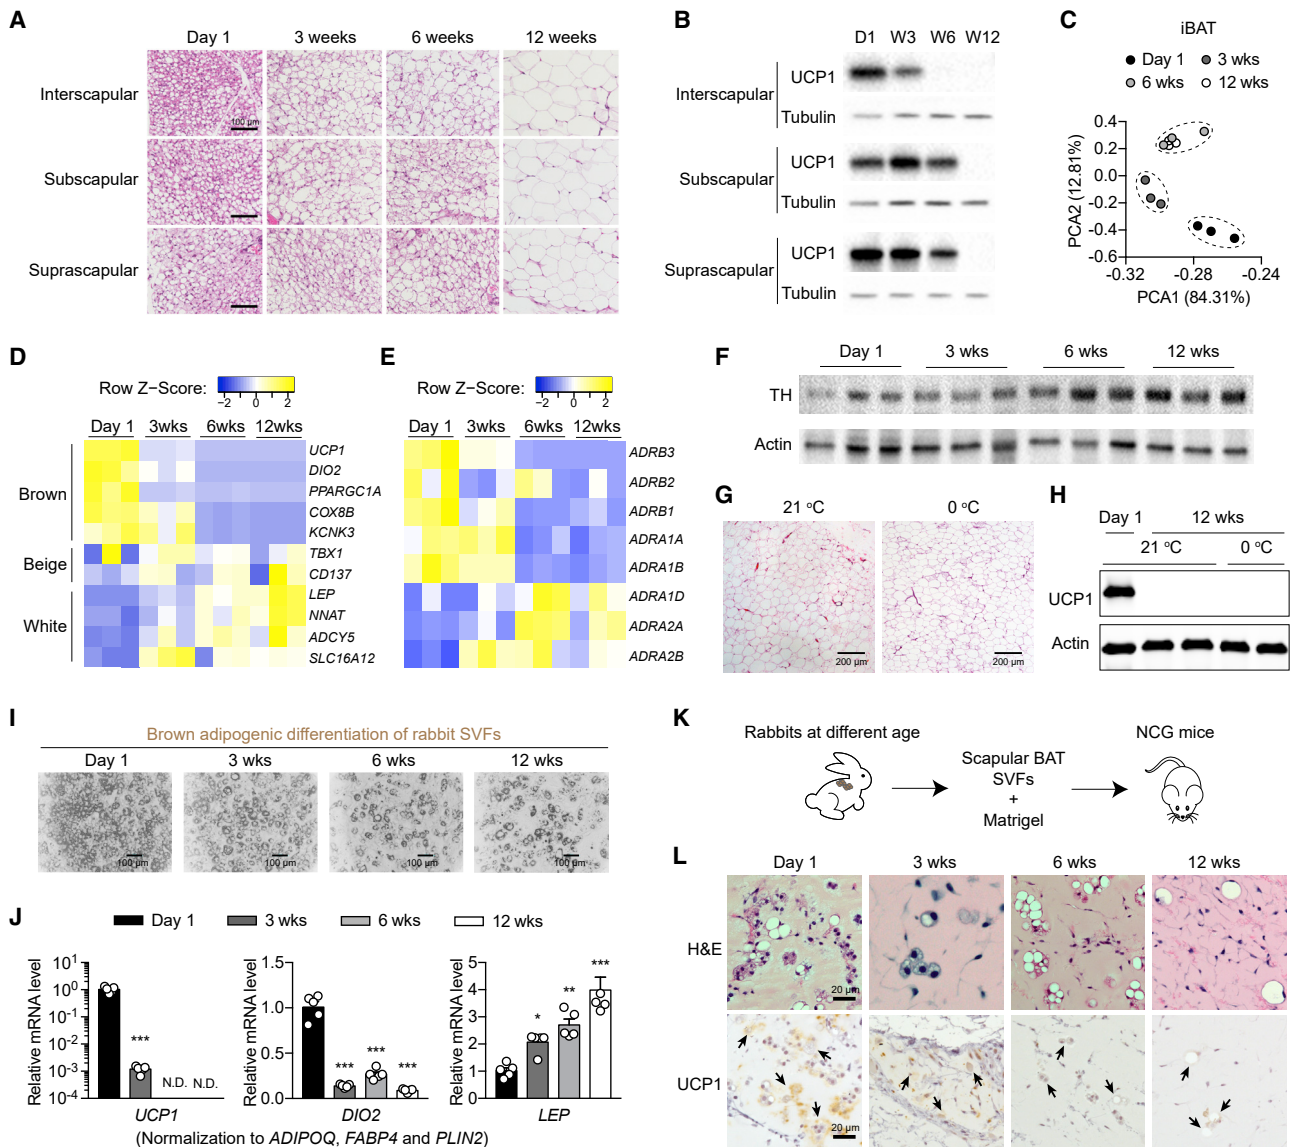 A
Day 1 3 weeks 6 weeks 12 weeks
Interscapular
100 μm
Subscapular
Suprascapular
B
D1 W3 W6 W12
Interscapular
UCP1
Tubulin
Subscapular
UCP1
Tubulin
Suprascapular
UCP1
Tubulin
C
iBAT
Day 1 3 wks
6 wks 12 wks
PCA2 (12.81%)
0.4
0.2
0.0
-0.2
-0.4
-0.6
-0.32 -0.28 -0.24
PCA1 (84.31%)
D
Row Z−Score:
−2 0 2
Day 1 3wks 6wks 12wks
Brown
UCP1
DIO2
PPARGC1A
COX8B
KCNK3
Beige
TBX1
CD137
White
LEP
NNAT
ADCY5
SLC16A12
E
Row Z−Score:
−2 0 2
Day 1 3wks 6wks 12wks
ADRB3
ADRB2
ADRB1
ADRA1A
ADRA1B
ADRA1D
ADRA2A
ADRA2B
F
Day 1 3 wks 6 wks 12 wks
TH
Actin
G
21 °C 0 °C
200 μm 200 μm
H
Day 1 12 wks
21 °C 0 °C
UCP1
Actin
I
Brown adipogenic differentiation of rabbit SVFs
Day 1 3 wks 6 wks 12 wks
100 μm 100 μm 100 μm 100 μm
J
Day 1 3 wks 6 wks 12 wks
Relative mRNA level
10¹
10⁰
10⁻¹
10⁻²
10⁻³
10⁻⁴
***
N.D. N.D.
UCP1
Relative mRNA level
1.5
1.0
0.5
0.0
*** *** ***
DIO2
Relative mRNA level
5
4
3
2
1
0
* ** ***
LEP
(Normalization to ADIPOQ, FABP4 and PLIN2)
K
Rabbits at different age
Scapular BAT
SVFs
+
Matrigel
NCG mice
L
Day 1 3 wks 6 wks 12 wks
H&E
20 μm
UCP1
20 μm